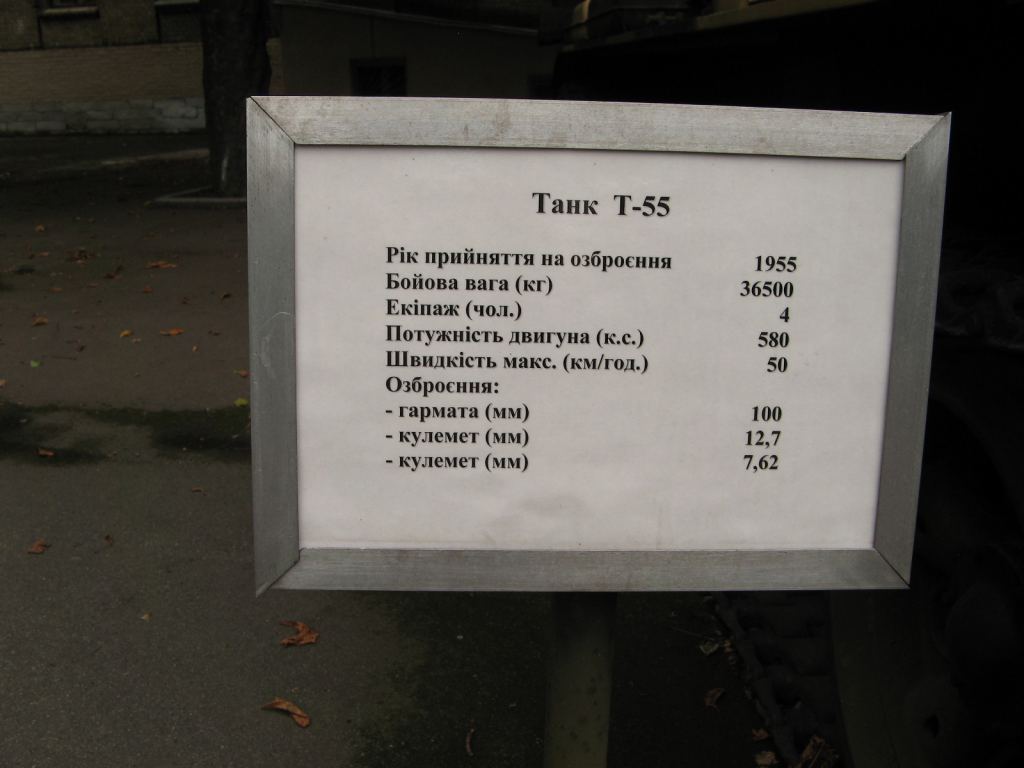 Танк Т-55
Рік прийняття на озброєння 1955
Бойова вага (кг) 36500
Екіпаж (чол.) 4
Потужність двигуна (к.с.) 580
Швидкість макс. (км/год.) 50
Озброєння:
- гармата (мм) 100
- кулемет (мм) 12,7
- кулемет (мм) 7,62